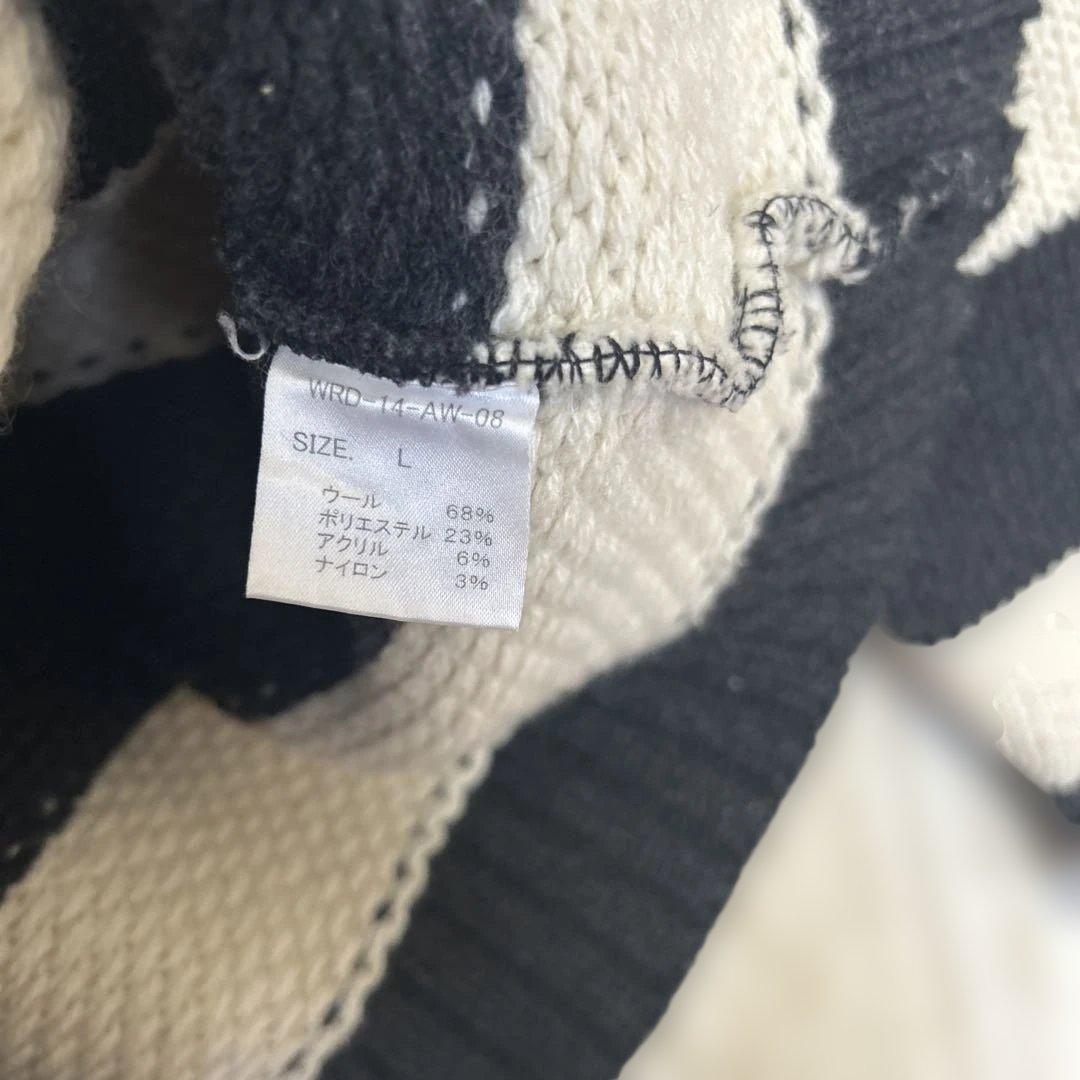 WRD-14-AW-08
SIZE. L
ウール 68%
ポリエステル 23%
アクリル 6%
ナイロン 3%